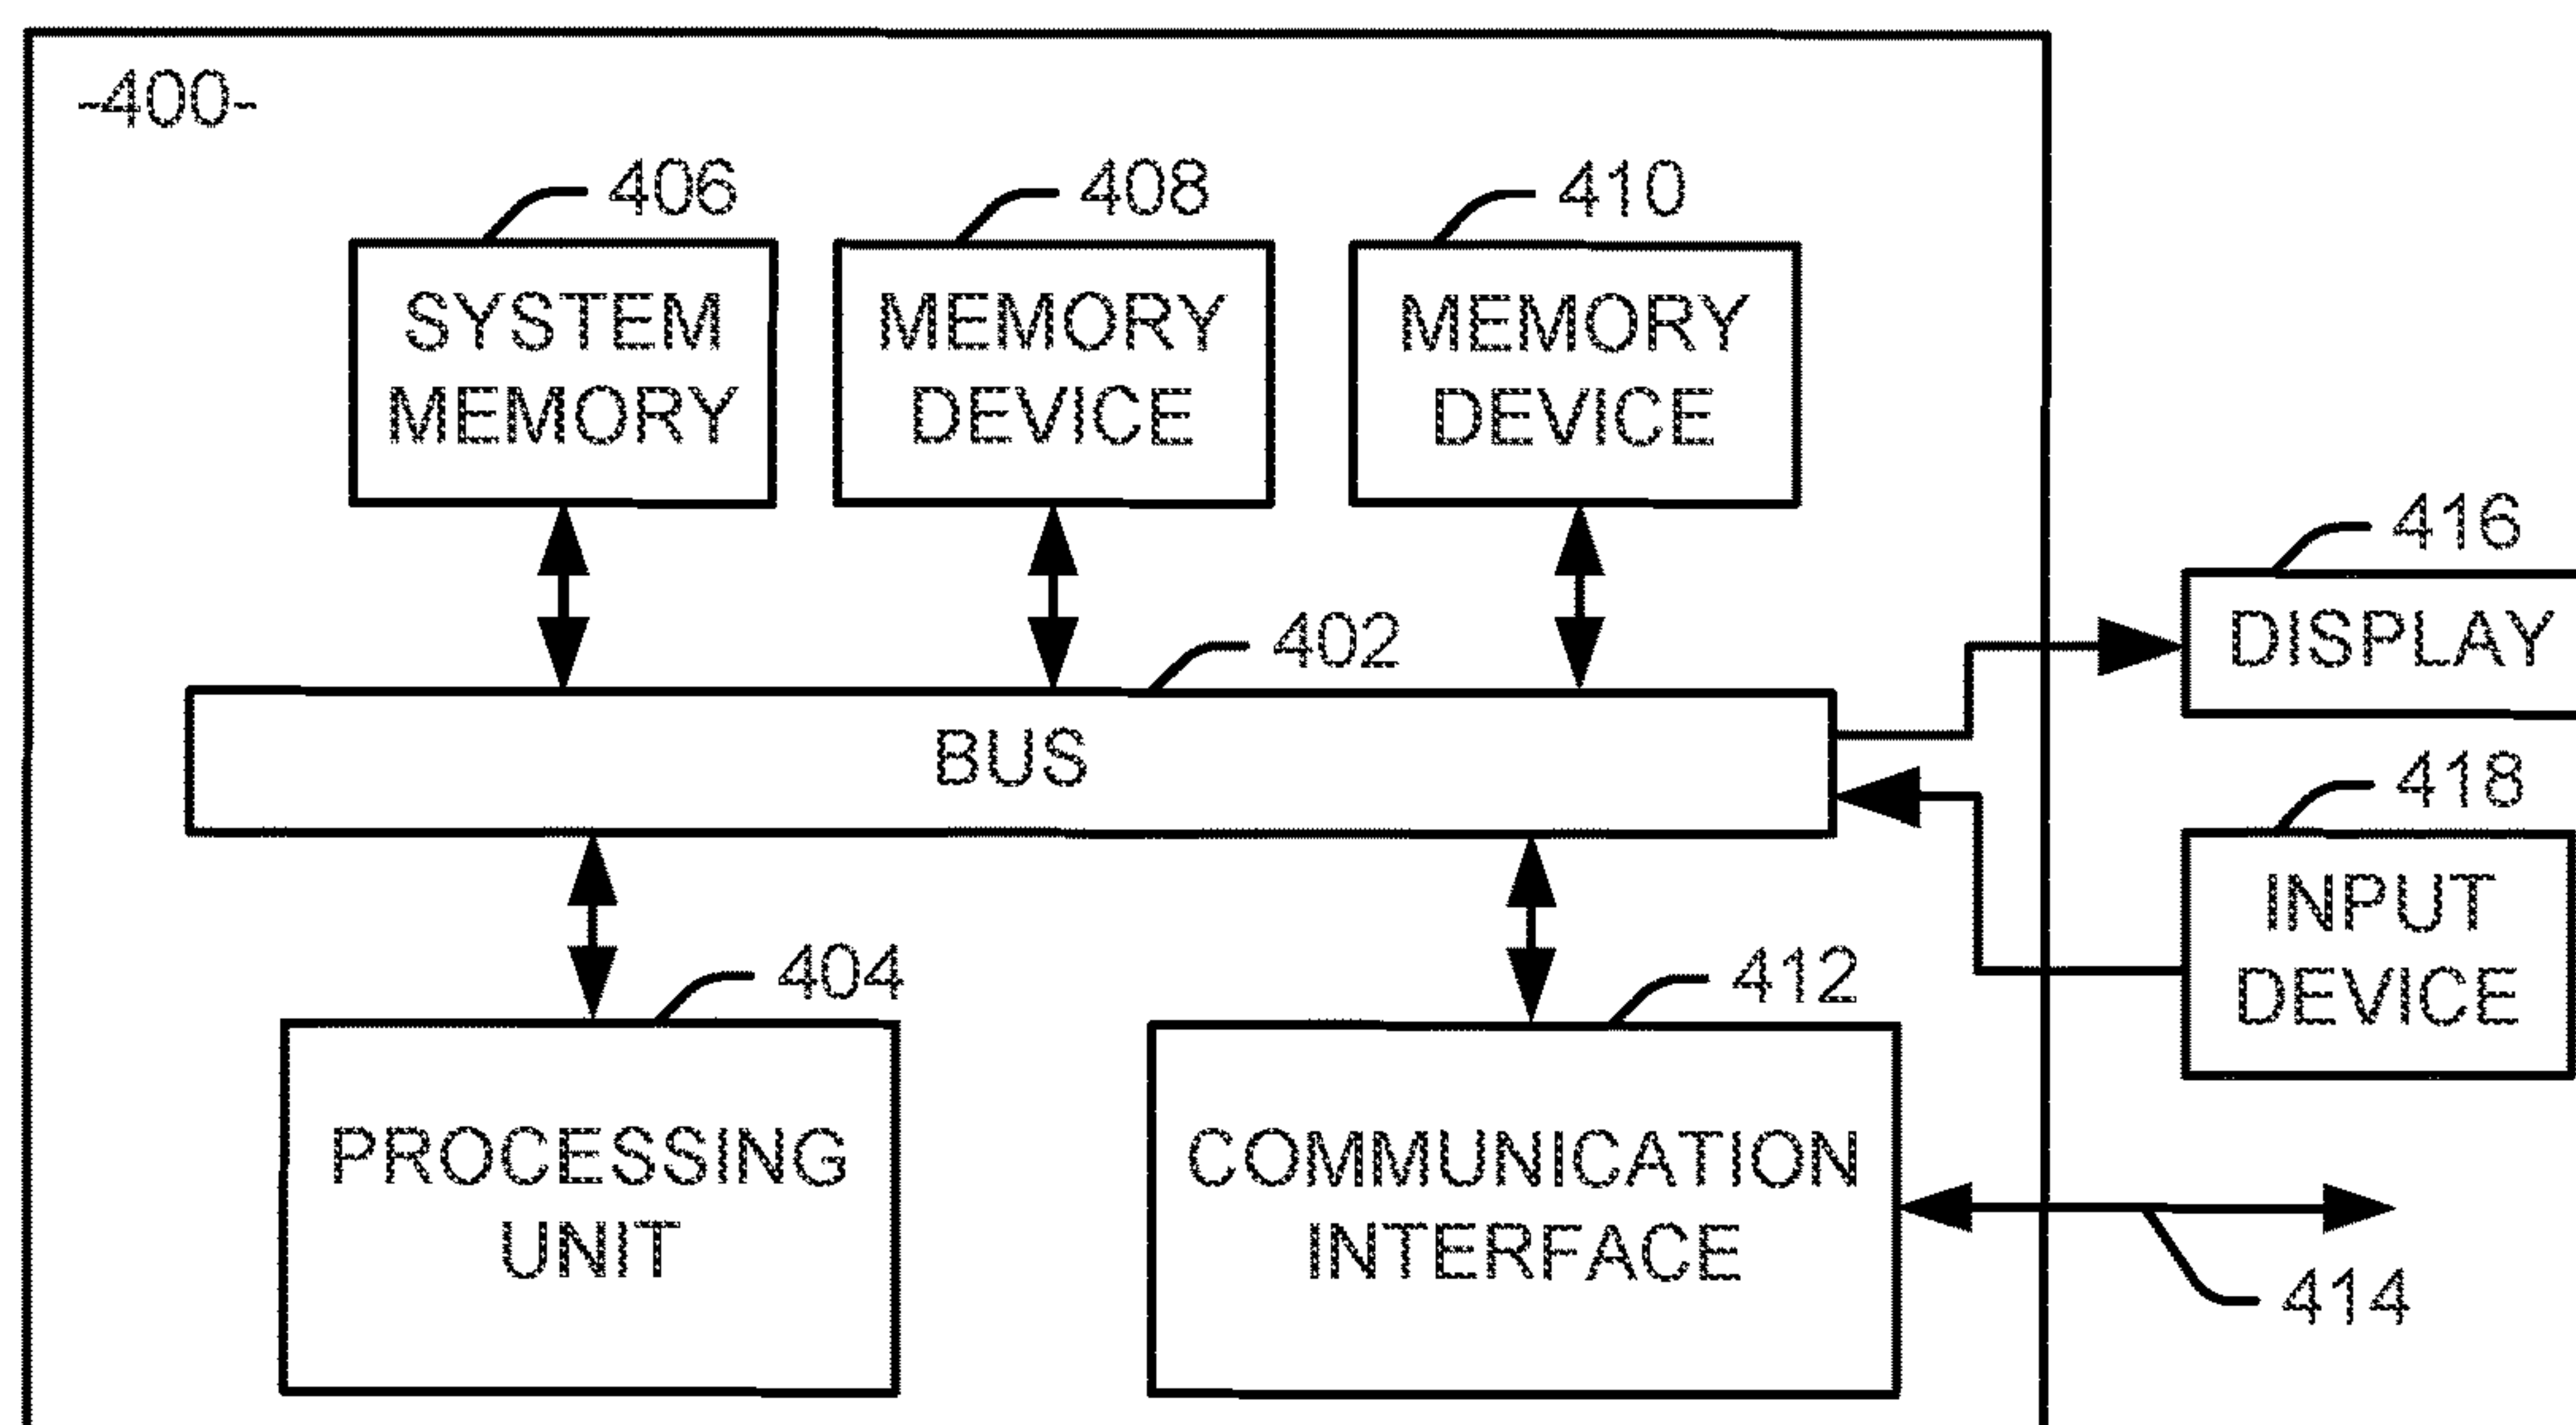 -400-
406
408
410
SYSTEM
MEMORY
MEMORY
DEVICE
MEMORY
DEVICE
416
DISPLAY
402
BUS
418
INPUT
DEVICE
404
412
PROCESSING
UNIT
COMMUNICATION
INTERFACE
414